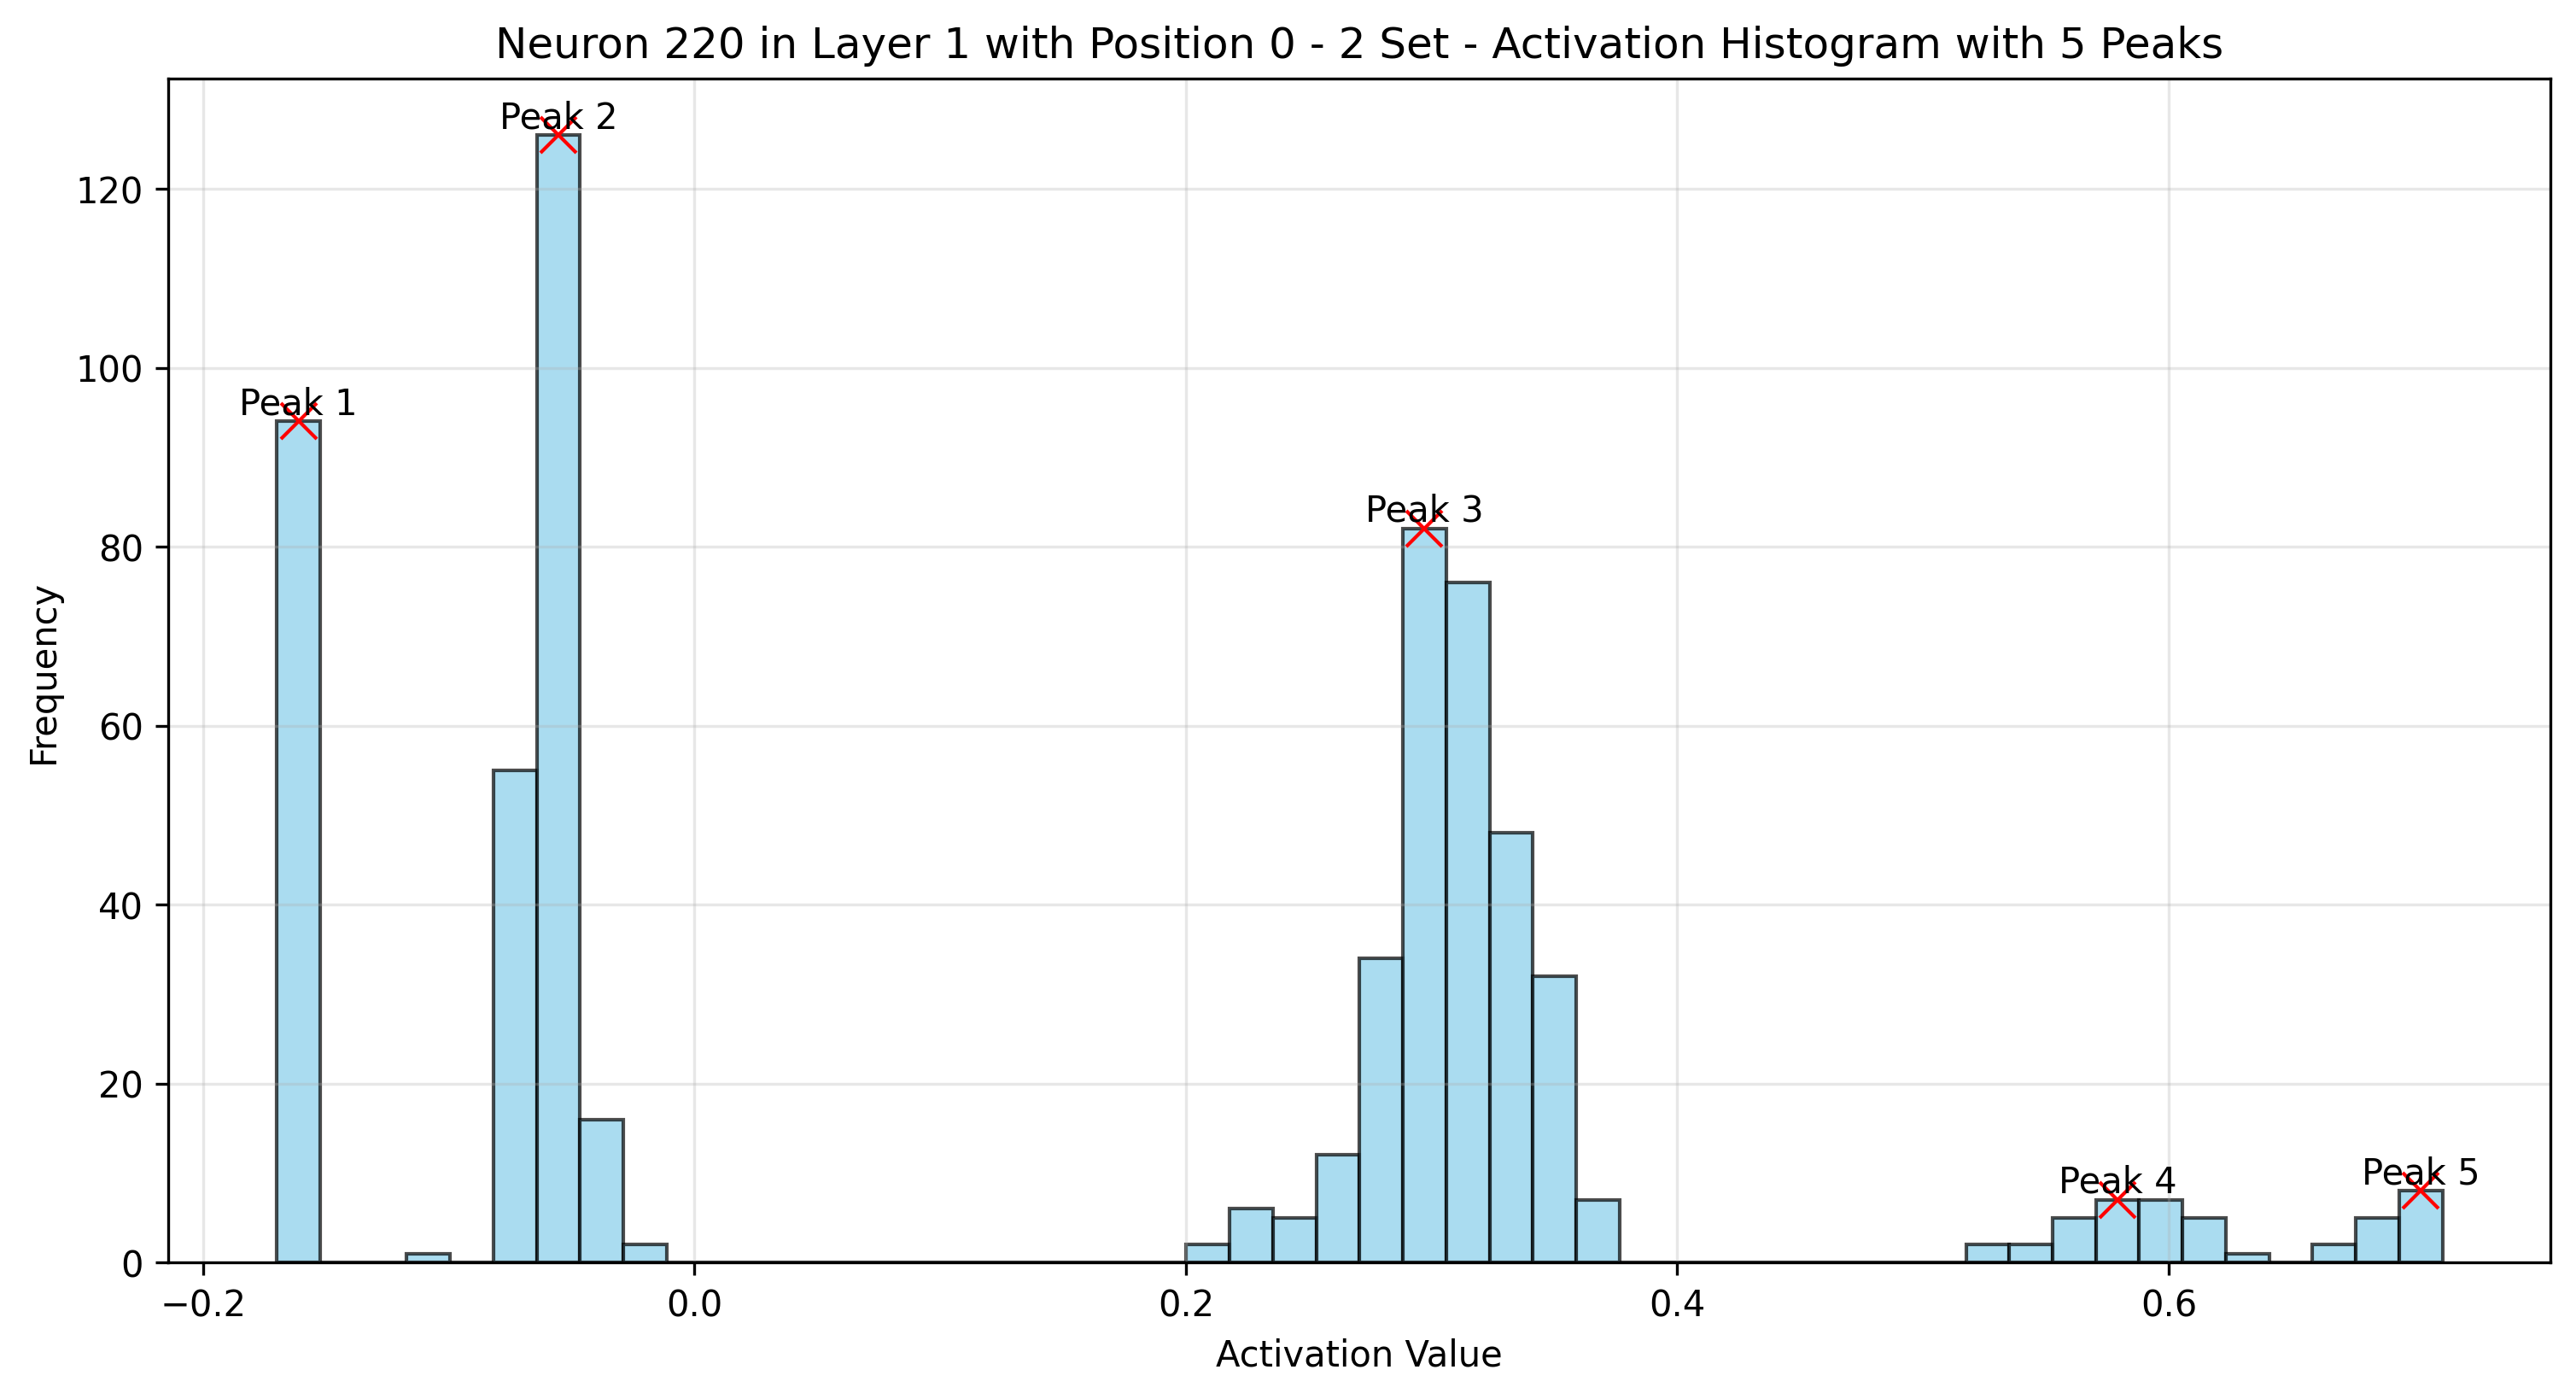 Neuron 220 in Layer 1 with Position 0 - 2 Set - Activation Histogram with 5 Peaks
Peak 2
120
100
Peak 1
Peak 3
80
Frequency
60
40
20
Peak 4
Peak 5
0
−0.2
0.0
0.2
0.4
0.6
Activation Value